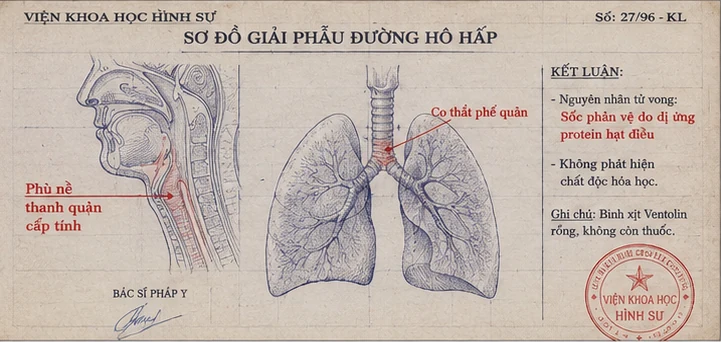 VIỆN KHOA HỌC HÌNH SỰ
Số: 27/96 - KL
SƠ ĐỒ GIẢI PHẪU ĐƯỜNG HÔ HẤP
Phù nề
thanh quản
cấp tính
Co thắt phế quản
BÁC SĨ PHÁP Y
KẾT LUẬN:
- Nguyên nhân tử vong:
Sốc phản vệ do dị ứng
protein hạt điều
- Không phát hiện
chất độc hóa học.
Ghi chủ: Bình xịt Ventolin
rỗng, không còn thuốc.
VIỆN KHOA HỌC
HÌNH SƯ